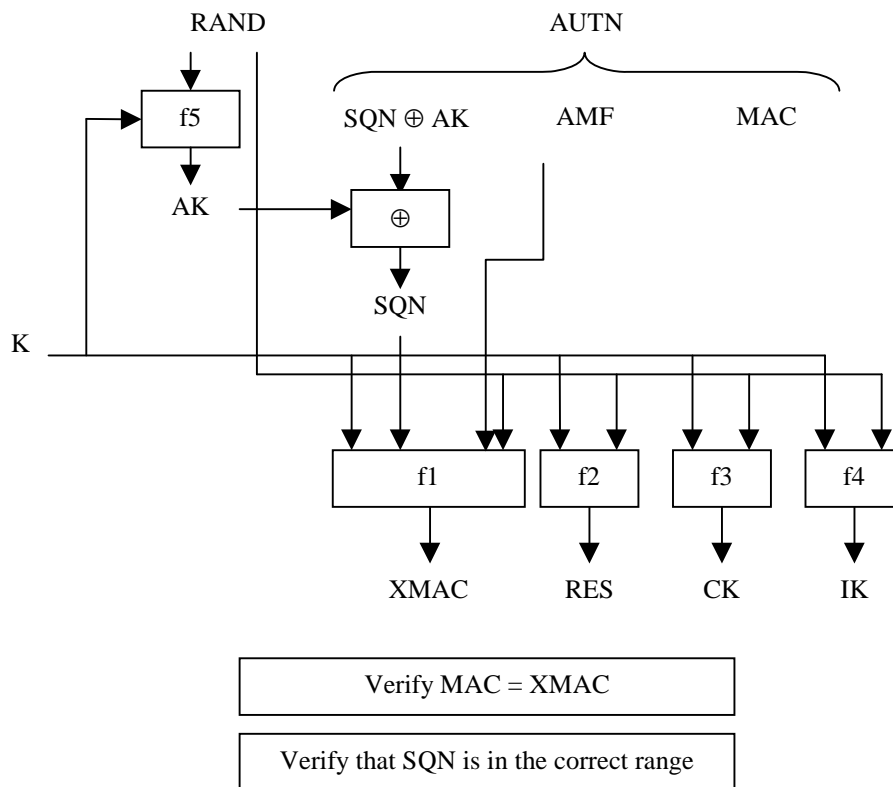 RAND AUTN
f5 SQN ⊕ AK AMF MAC
AK ⊕
SQN
K
f1 f2 f3 f4
XMAC RES CK IK
Verify MAC = XMAC
Verify that SQN is in the correct range